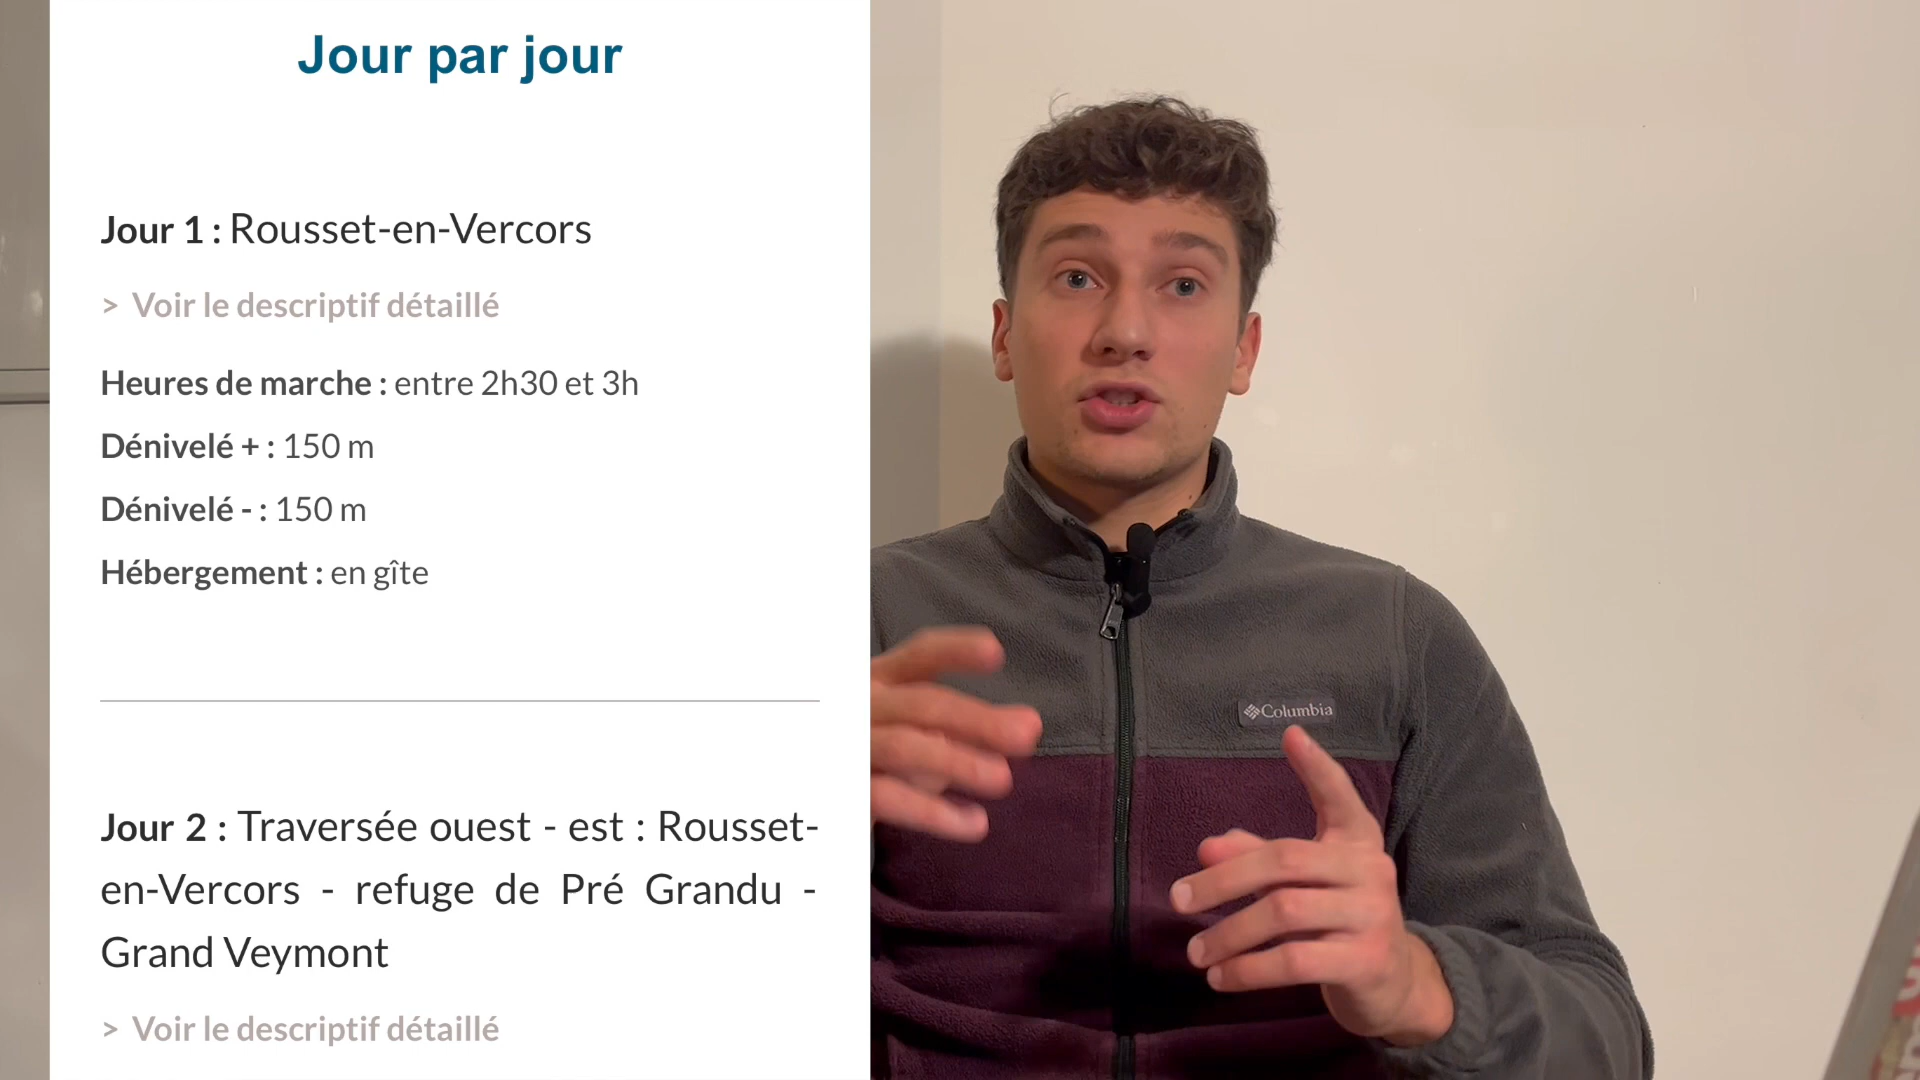 Jour par jour
Jour 1 : Rousset-en-Vercors
> Voir le descriptif détaillé
Heures de marche : entre 2h30 et 3h
Dénivelé + : 150 m
Dénivelé - : 150 m
Hébergement : en gîte
Jour 2 : Traversée ouest - est : Rousset-
en-Vercors - refuge de Pré Grandu -
Grand Veymont
> Voir le descriptif détaillé
Columbia